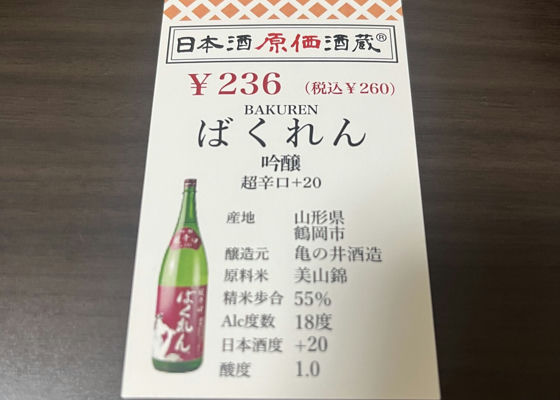 日本酒原価酒蔵®
￥236 （税込￥260）
BAKUREN
ばくれん
吟醸
超辛口+20
産地 山形県
鶴岡市
醸造元 亀の井酒造
原料米 美山錦
精米歩合 55%
Alc度数 18度
日本酒度 +20
酸度 1.0
ばくれん